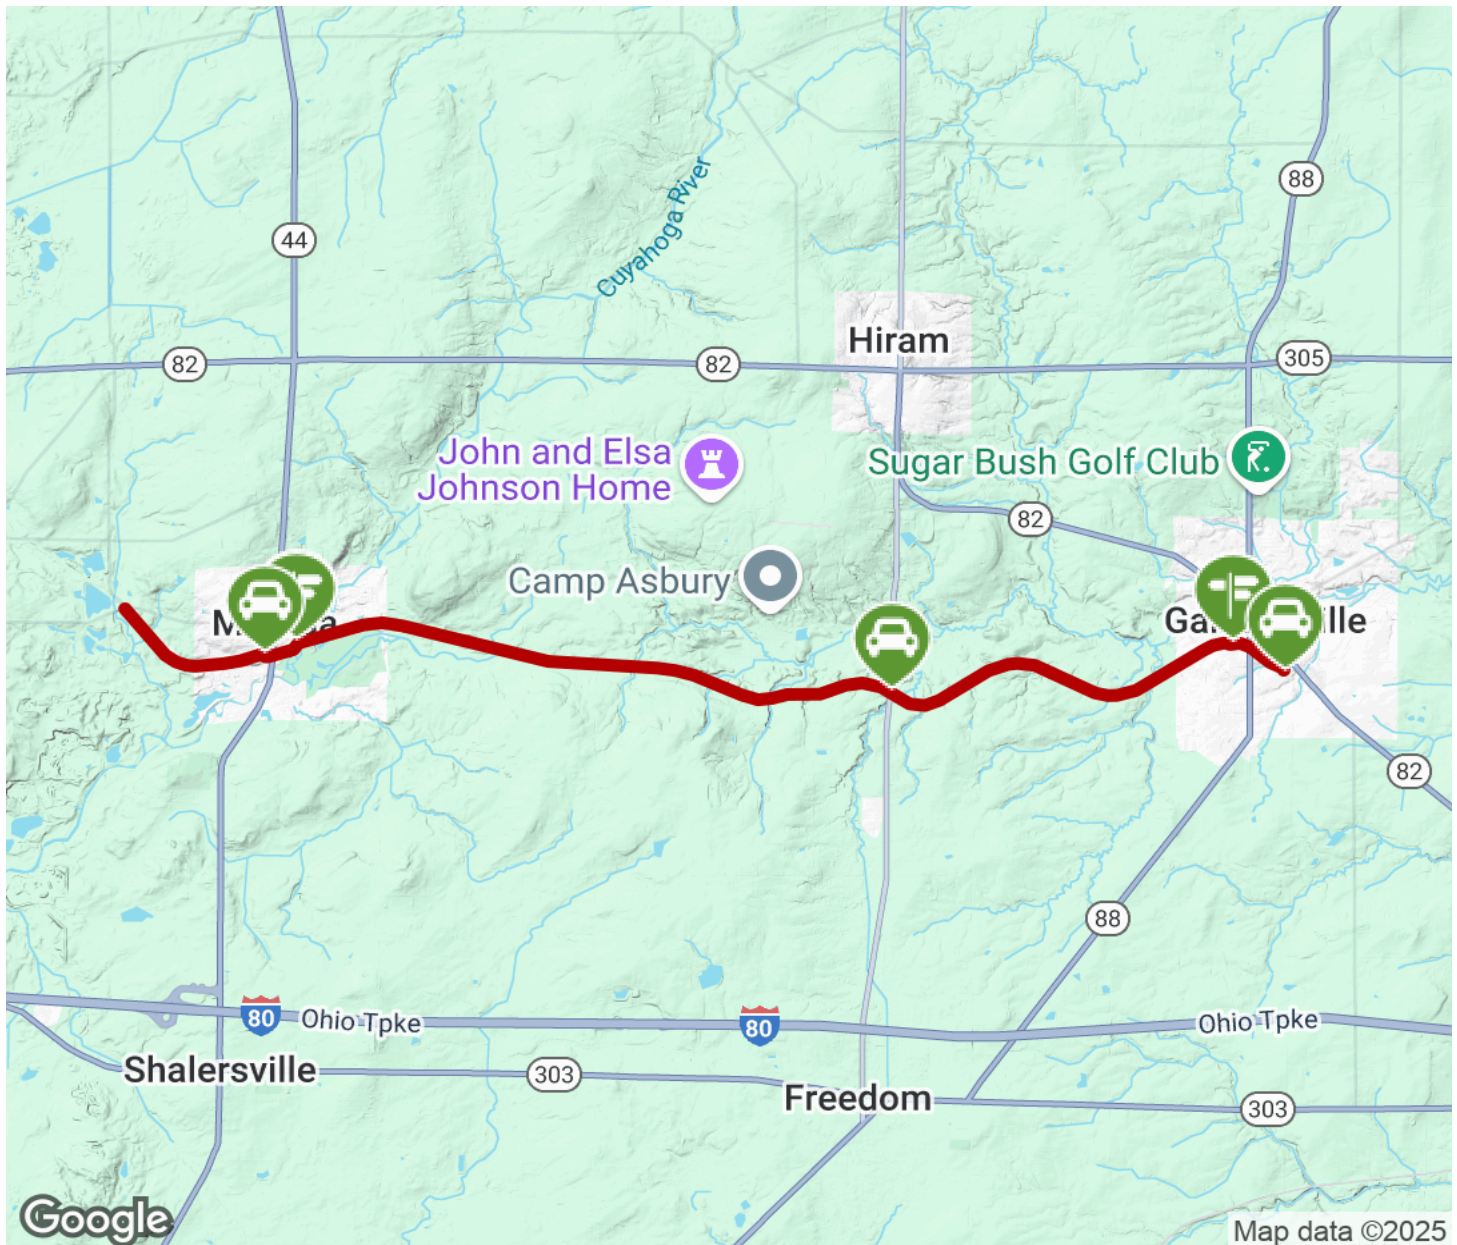 88
44
Cuyahoga River
Hiram
82
82
305
John and Elsa
Johnson Home
Sugar Bush Golf Club
82
Camp Asbury
82
88
80
Ohio Tpke
80
Ohio Tpke
Shalersville
303
Freedom
303
Google
Map data ©2025